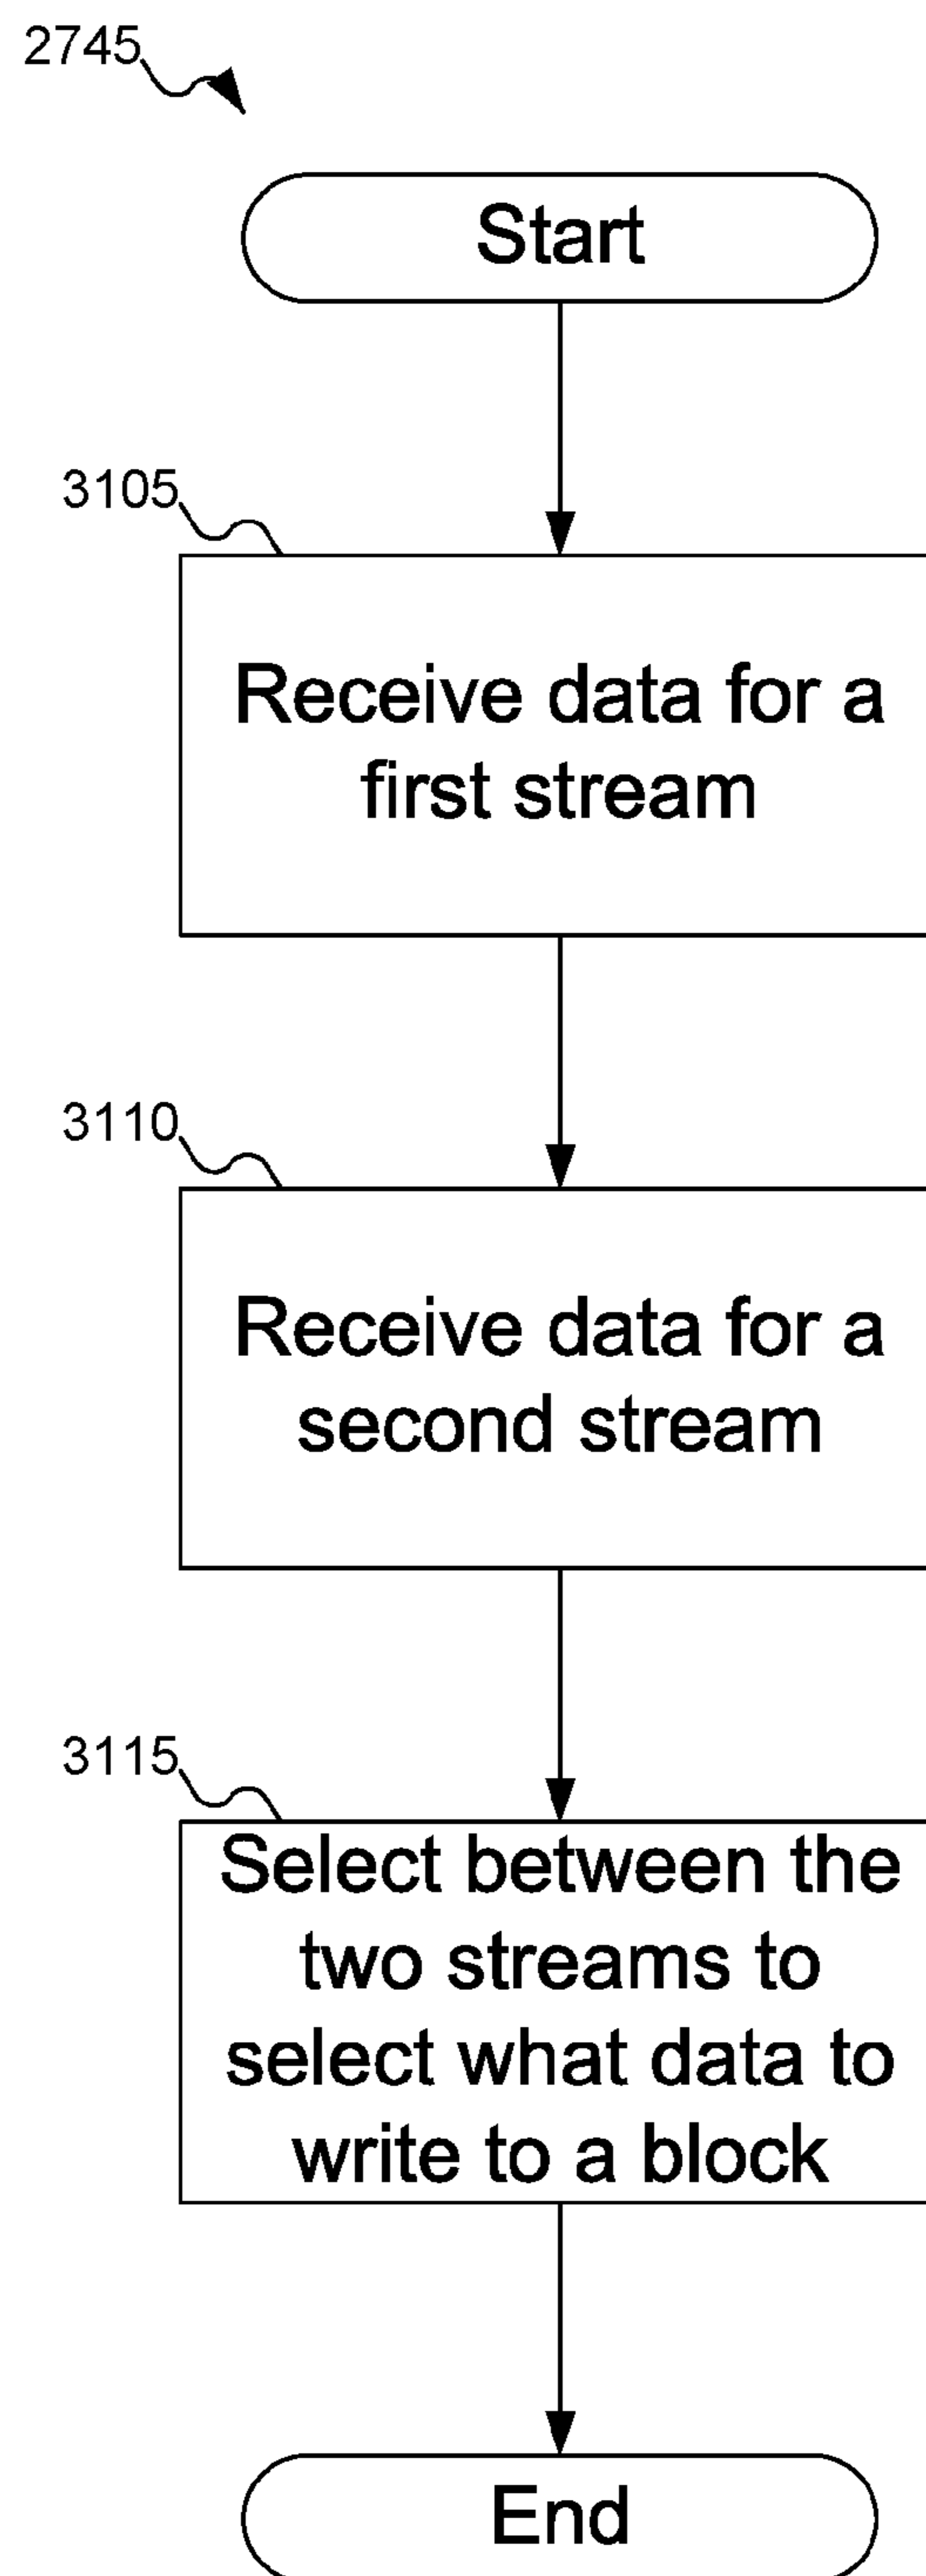 2745
Start
3105
Receive data for a
first stream
3110
Receive data for a
second stream
3115
Select between the
two streams to
select what data to
write to a block
End